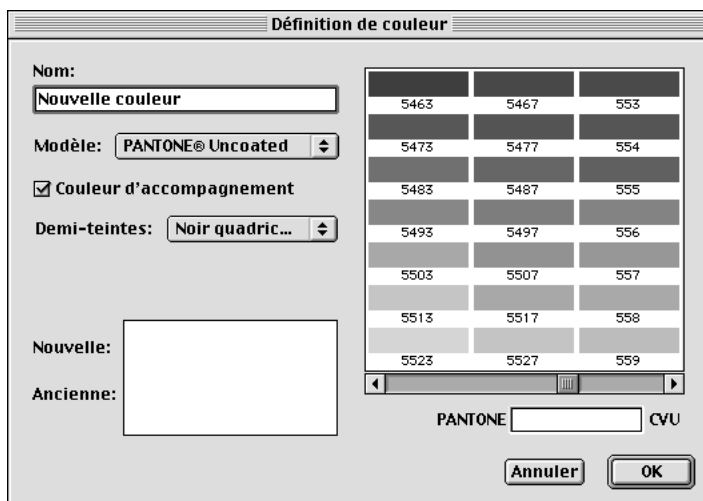 Définition de couleur
Nom:
Nouvelle couleur
Modèle: PANTONE® Uncoated
Couleur d'accompagnement
Demi-teintes: Noir quadric...
Nouvelle:
Ancienne:
5463 5467 553
5473 5477 554
5483 5487 555
5493 5497 556
5503 5507 557
5513 5517 558
5523 5527 559
PANTONE CVU
Annuler OK